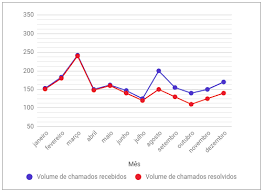 350
300
250
200
150
100
50
janeiro
fevereiro
março
abril
maio
junho
julho
agosto
setembro
outubro
novembro
dezembro
Mês
Volume de chamados recebidos
Volume de chamados resolvidos